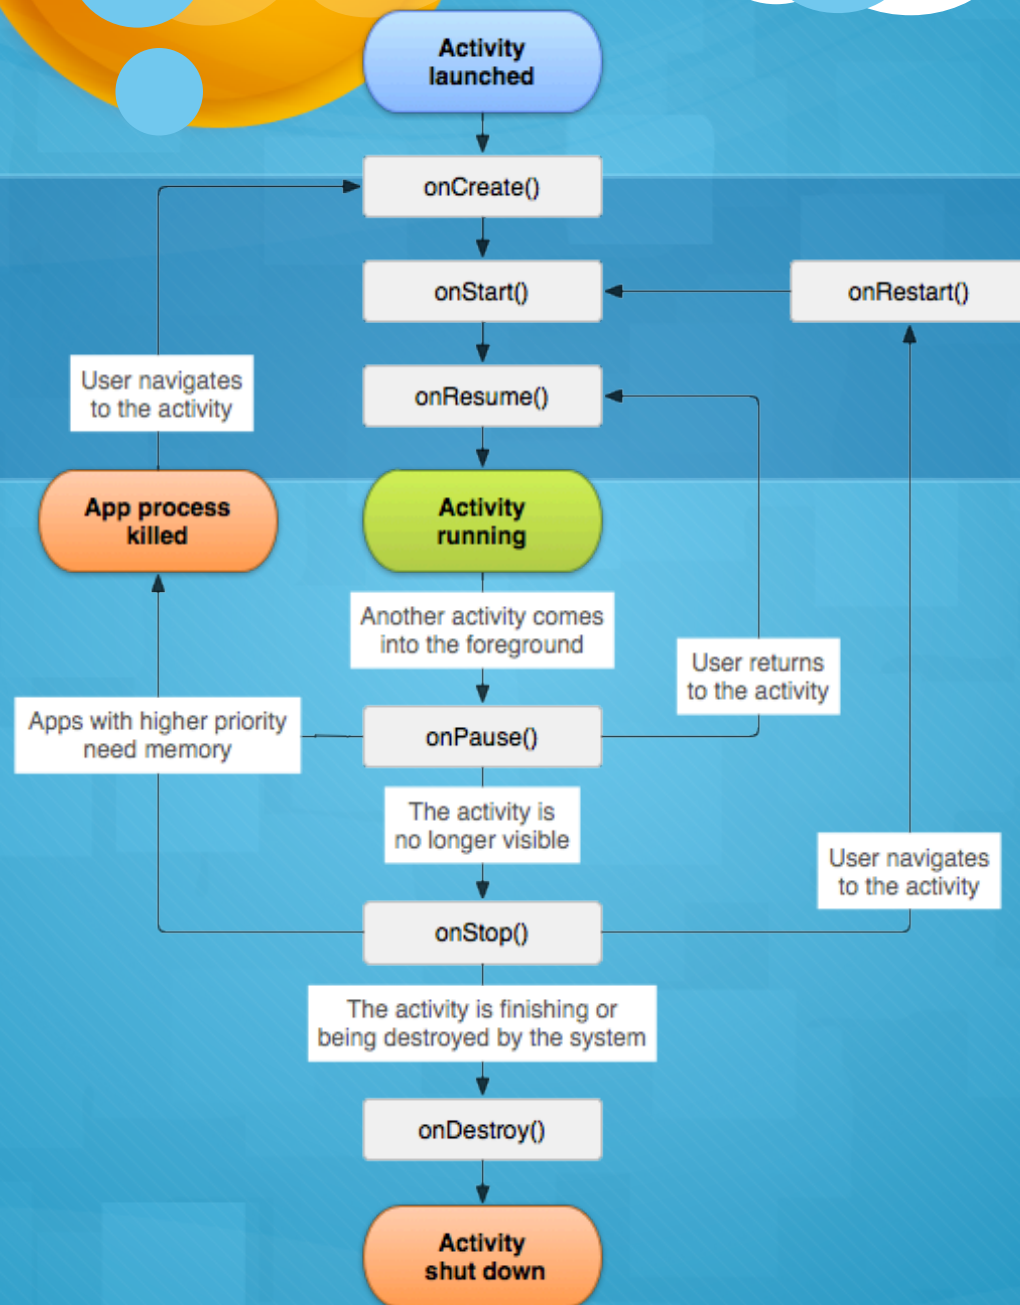 Activity
launched
onCreate()
onStart()
onRestart()
User navigates
to the activity
onResume()
App process
killed
Activity
running
Another activity comes
into the foreground
User returns
to the activity
Apps with higher priority
need memory
onPause()
The activity is
no longer visible
User navigates
to the activity
onStop()
The activity is finishing or
being destroyed by the system
onDestroy()
Activity
shut down